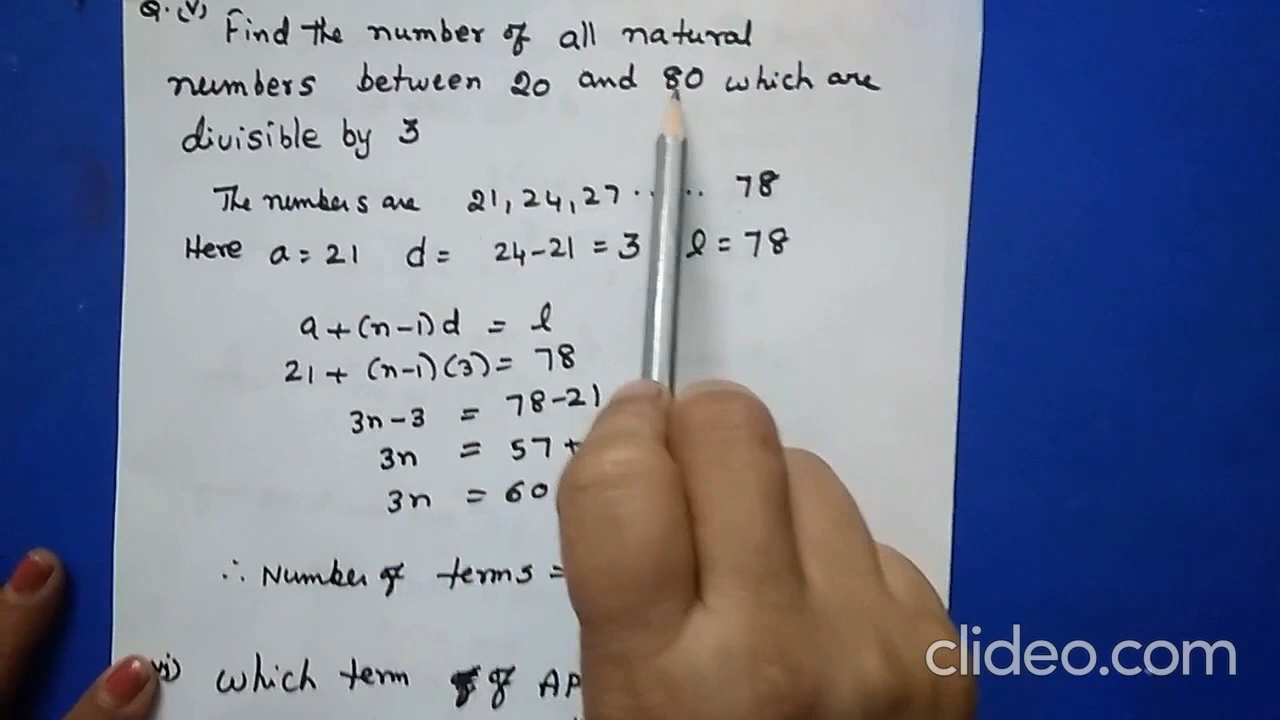 Q.(v) Find the number of all natural
numbers between 20 and 80 which are
divisible by 3
The numbers are 21, 24, 27 ..... 78
Here a = 21 d = 24-21 = 3 l = 78
a + (n-1)d = l
21 + (n-1)(3) = 78
3n - 3 = 78-21
3n = 57 +
3n = 60
∴ Number of terms =
vi) which term of AP
clideo.com